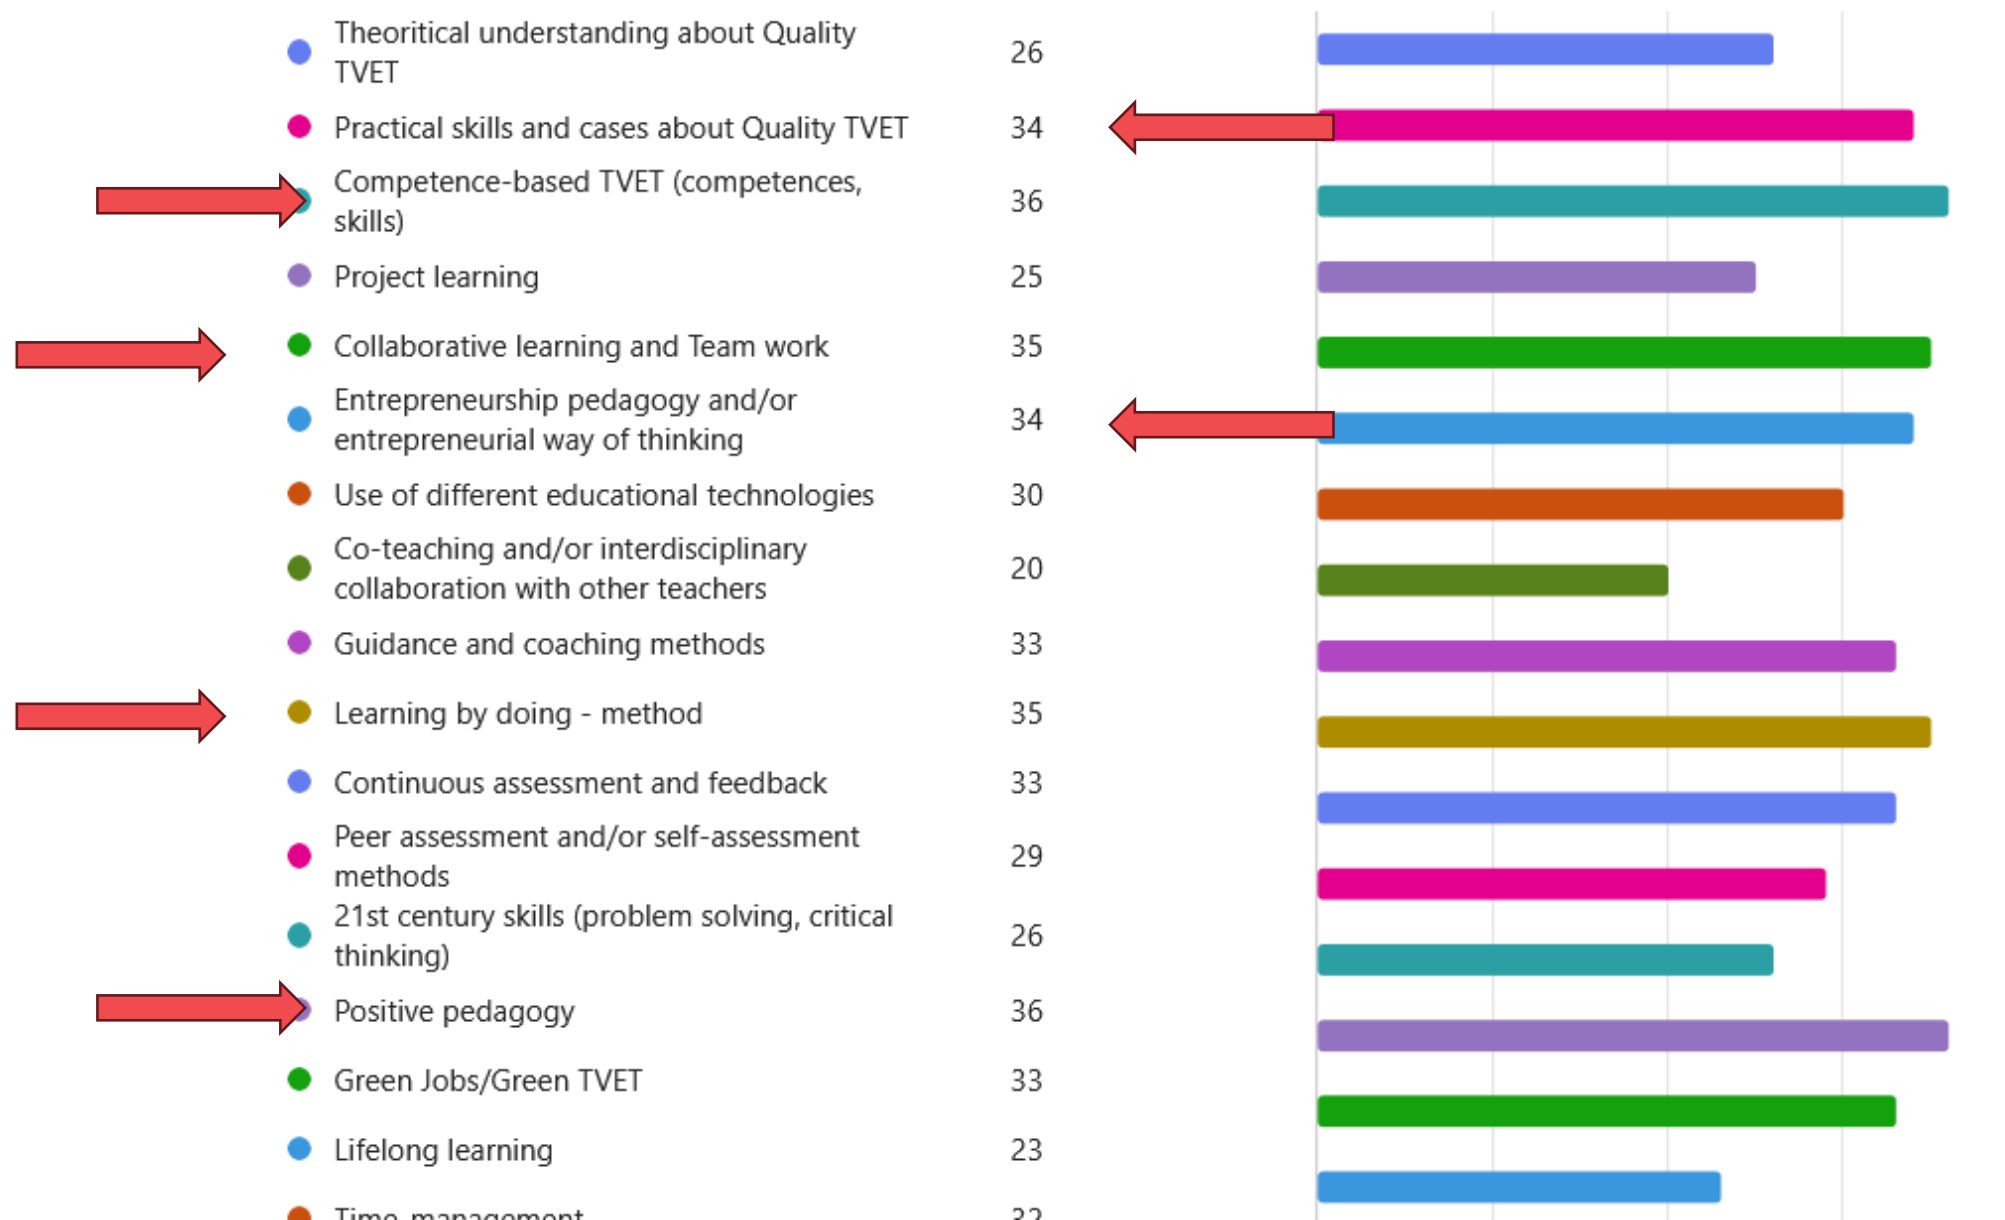 Theoritical understanding about Quality
TVET
26
Practical skills and cases about Quality TVET
34
Competence-based TVET (competences,
skills)
36
Project learning
25
Collaborative learning and Team work
35
Entrepreneurship pedagogy and/or
entrepreneurial way of thinking
34
Use of different educational technologies
30
Co-teaching and/or interdisciplinary
collaboration with other teachers
20
Guidance and coaching methods
33
Learning by doing - method
35
Continuous assessment and feedback
33
Peer assessment and/or self-assessment
methods
29
21st century skills (problem solving, critical
thinking)
26
Positive pedagogy
36
Green Jobs/Green TVET
33
Lifelong learning
23
Time management
32